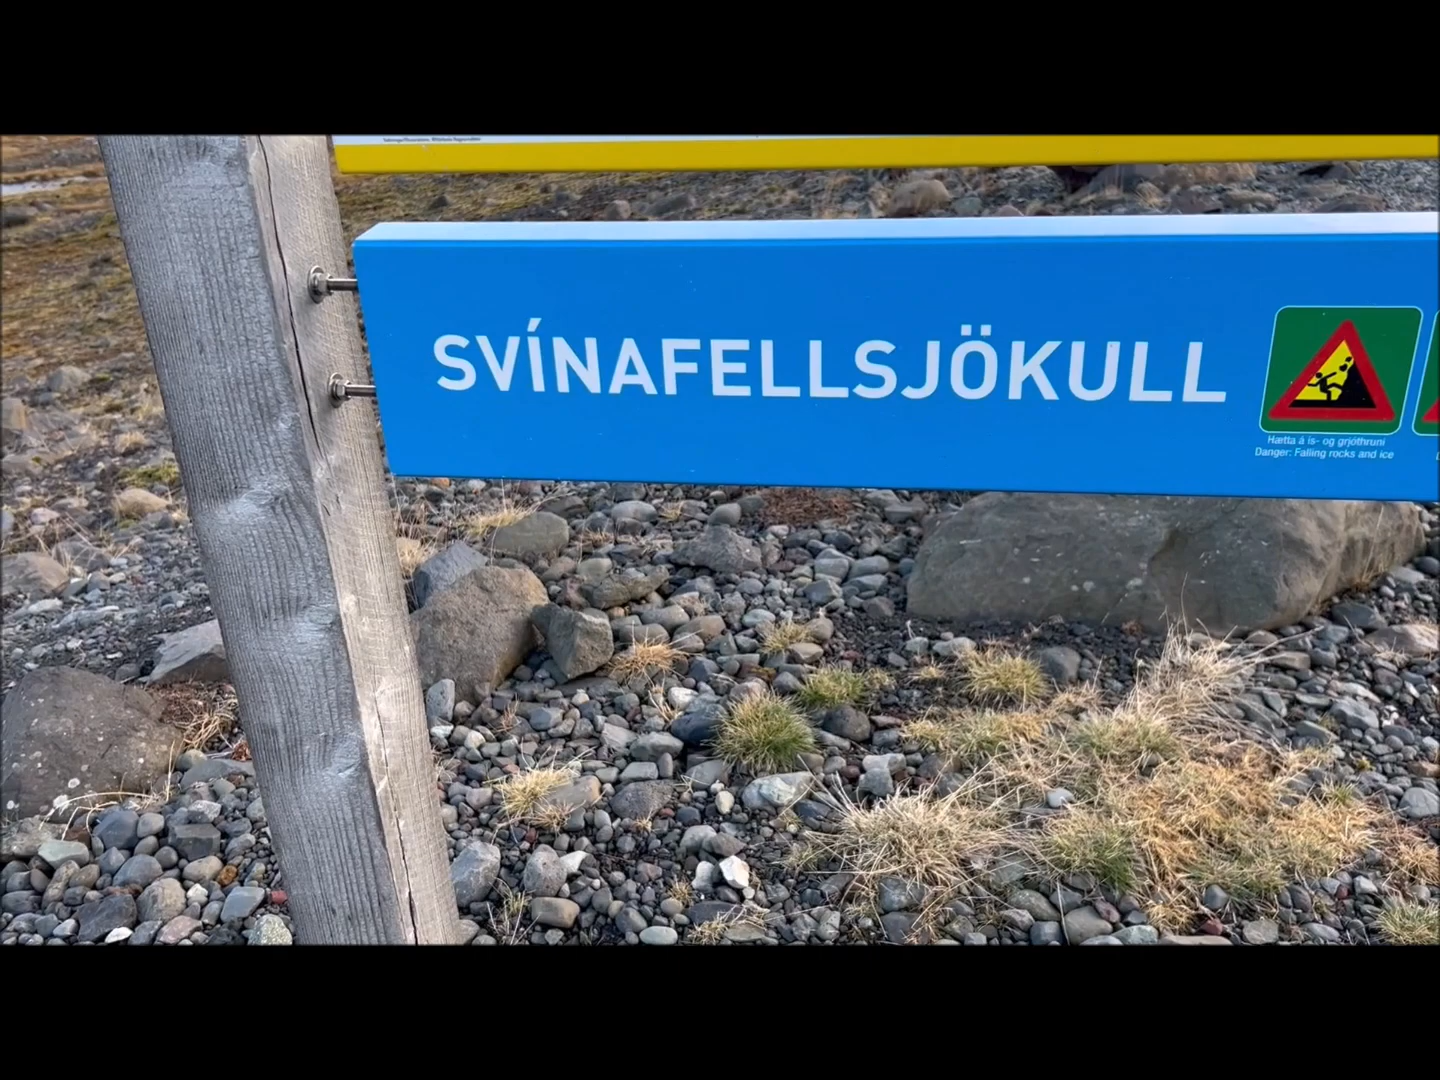 SVÍNAFELLSJÖKULL
Hætta á ís- og grjóthruni
Danger: Falling rocks and ice